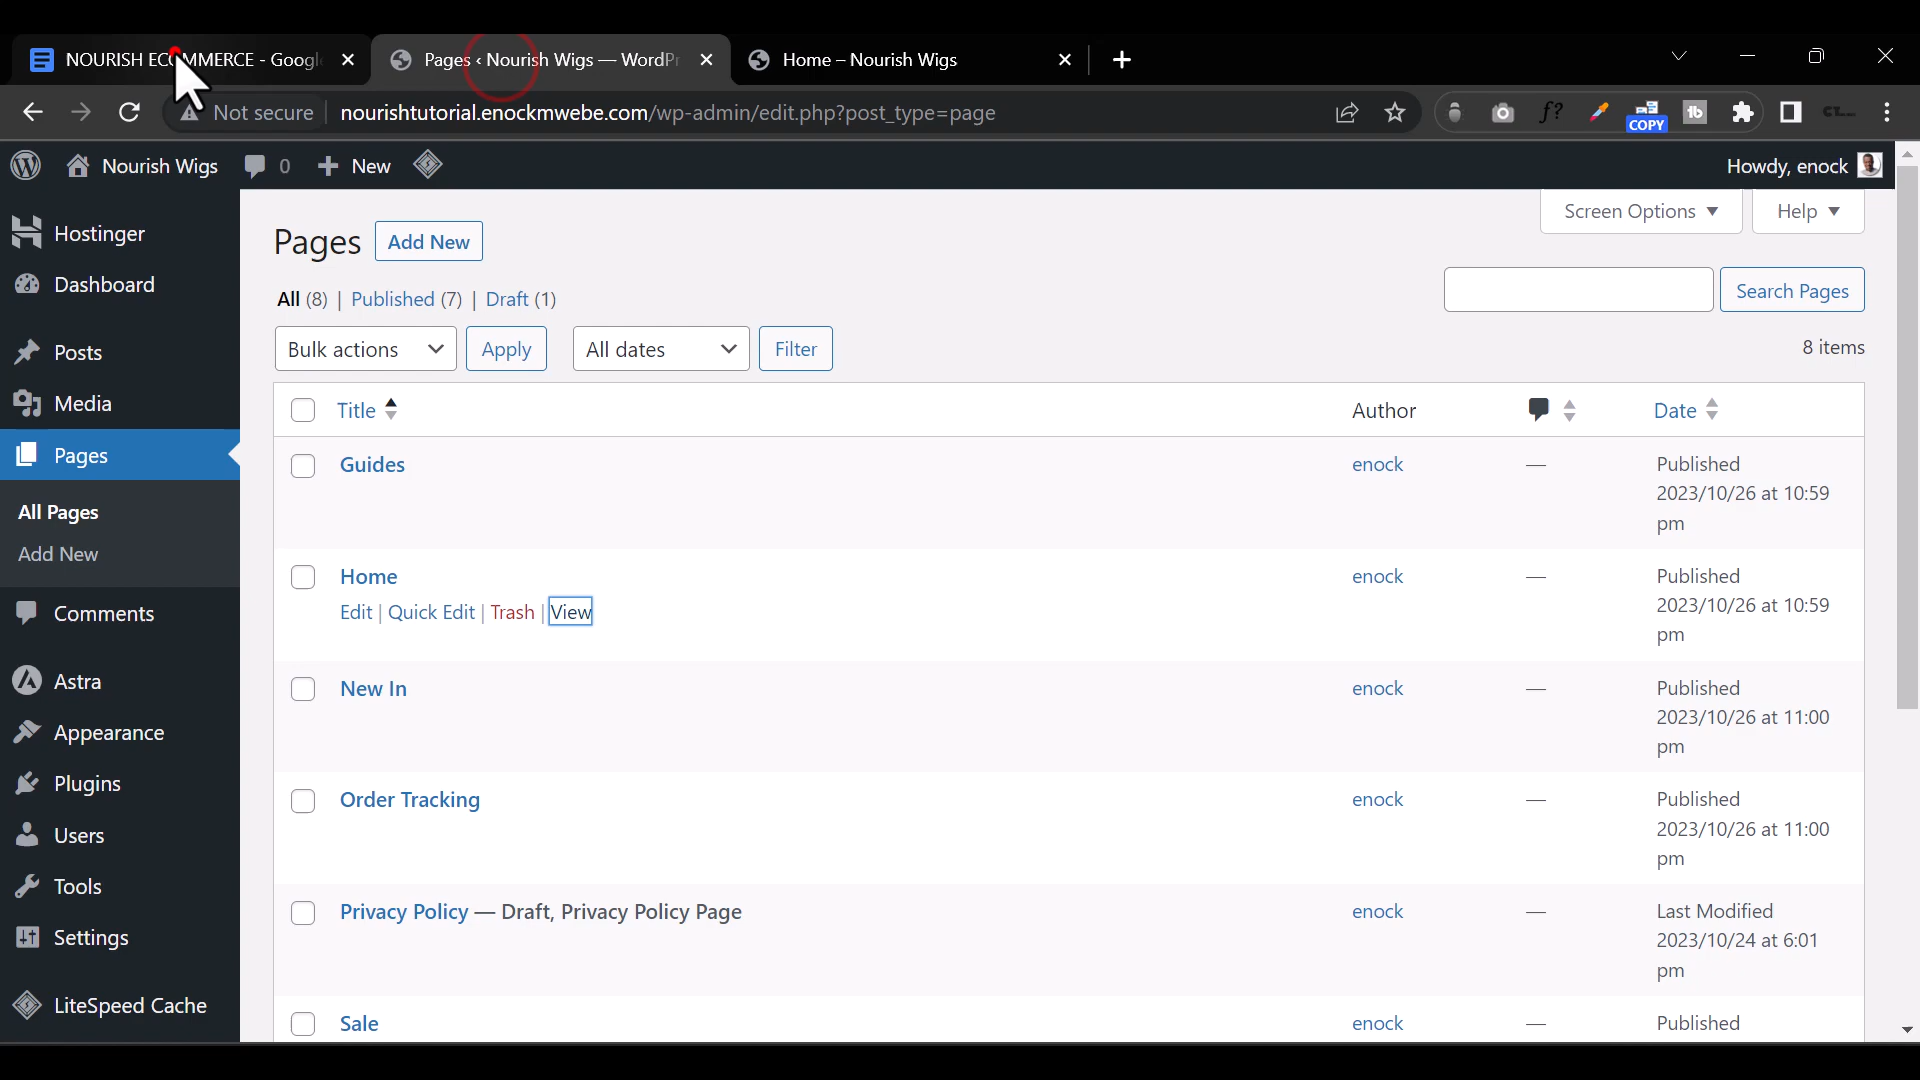 NOURISH ECOMMERCE - Google
Pages ‹ Nourish Wigs — WordPr
Home – Nourish Wigs
Not secure
nourishtutorial.enockmwebe.com/wp-admin/edit.php?post_type=page
f?
COPY
tb
Nourish Wigs
0
New
Howdy, enock
Hostinger
Dashboard
Posts
Media
Pages
All Pages
Add New
Comments
Astra
Appearance
Plugins
Users
Tools
Settings
LiteSpeed Cache
Screen Options
Help
Pages
Add New
All (8) | Published (7) | Draft (1)
Search Pages
Bulk actions
Apply
All dates
Filter
8 items
Title
Author
Date
Guides
enock
—
Published
2023/10/26 at 10:59
pm
Home
Edit | Quick Edit | Trash | View
enock
—
Published
2023/10/26 at 10:59
pm
New In
enock
—
Published
2023/10/26 at 11:00
pm
Order Tracking
enock
—
Published
2023/10/26 at 11:00
pm
Privacy Policy — Draft, Privacy Policy Page
enock
—
Last Modified
2023/10/24 at 6:01
pm
Sale
enock
—
Published